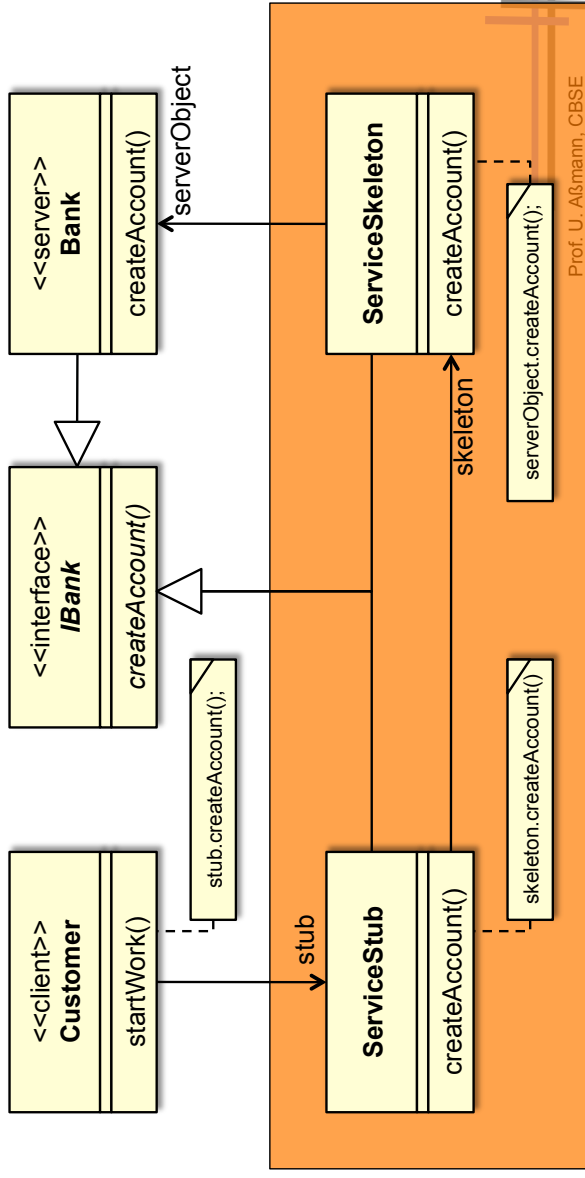 <<client>>
Customer
startWork()
stub.createAccount();
<<interface>>
IBank
createAccount()
<<server>>
Bank
createAccount()
serverObject
stub
ServiceStub
createAccount()
skeleton.createAccount()
skeleton
ServiceSkeleton
createAccount()
serverObject.createAccount();
Prof. U. Aßmann, CBSE